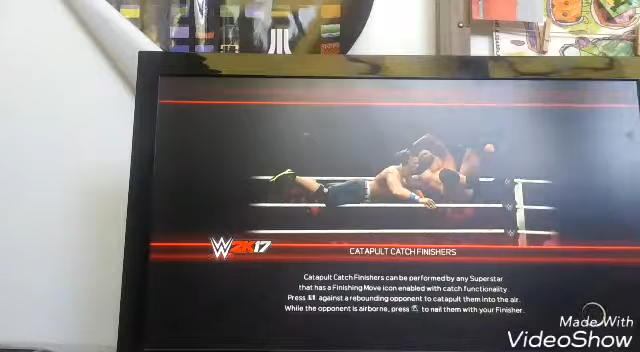 W 2K17
CATAPULT CATCH FINISHERS
Catapult Catch Finishers can be performed by any Superstar
that has a Finishing Move icon enabled with catch functionality.
Press against a rebounding opponent to catapult them into the air.
While the opponent is airborne, press to nail them with your Finisher.
Made With
VideoShow